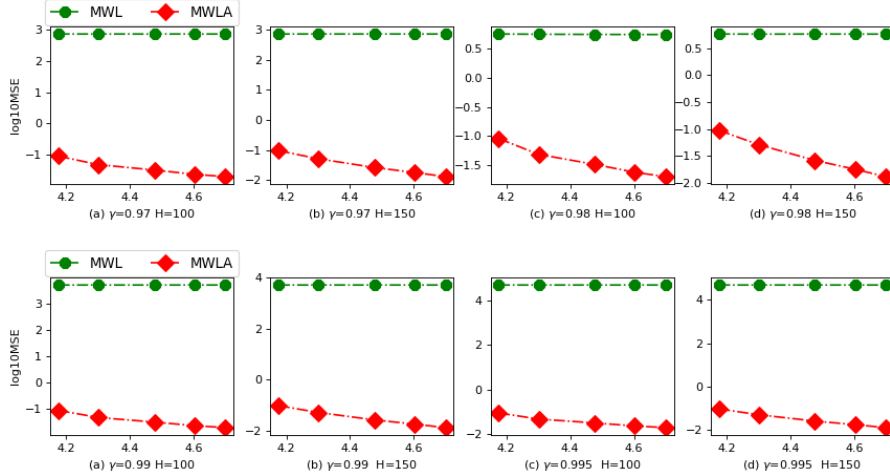 MWL MWLA
log10MSE
3 2 1 0 −1
4.2 4.4 4.6
(a) γ=0.97 H=100
3 2 1 0 −1 −2
4.2 4.4 4.6
(b) γ=0.97 H=150
0.5 0.0 −0.5 −1.0 −1.5
4.2 4.4 4.6
(c) γ=0.98 H=100
0.5 0.0 −0.5 −1.0 −1.5 −2.0
4.2 4.4 4.6
(d) γ=0.98 H=150
MWL MWLA
log10MSE
3 2 1 0 −1
4.2 4.4 4.6
(a) γ=0.99 H=100
4 2 0 −2
4.2 4.4 4.6
(b) γ=0.99 H=150
4 2 0 −2
4.2 4.4 4.6
(c) γ=0.995 H=100
4 2 0 −2
4.2 4.4 4.6
(d) γ=0.995 H=150